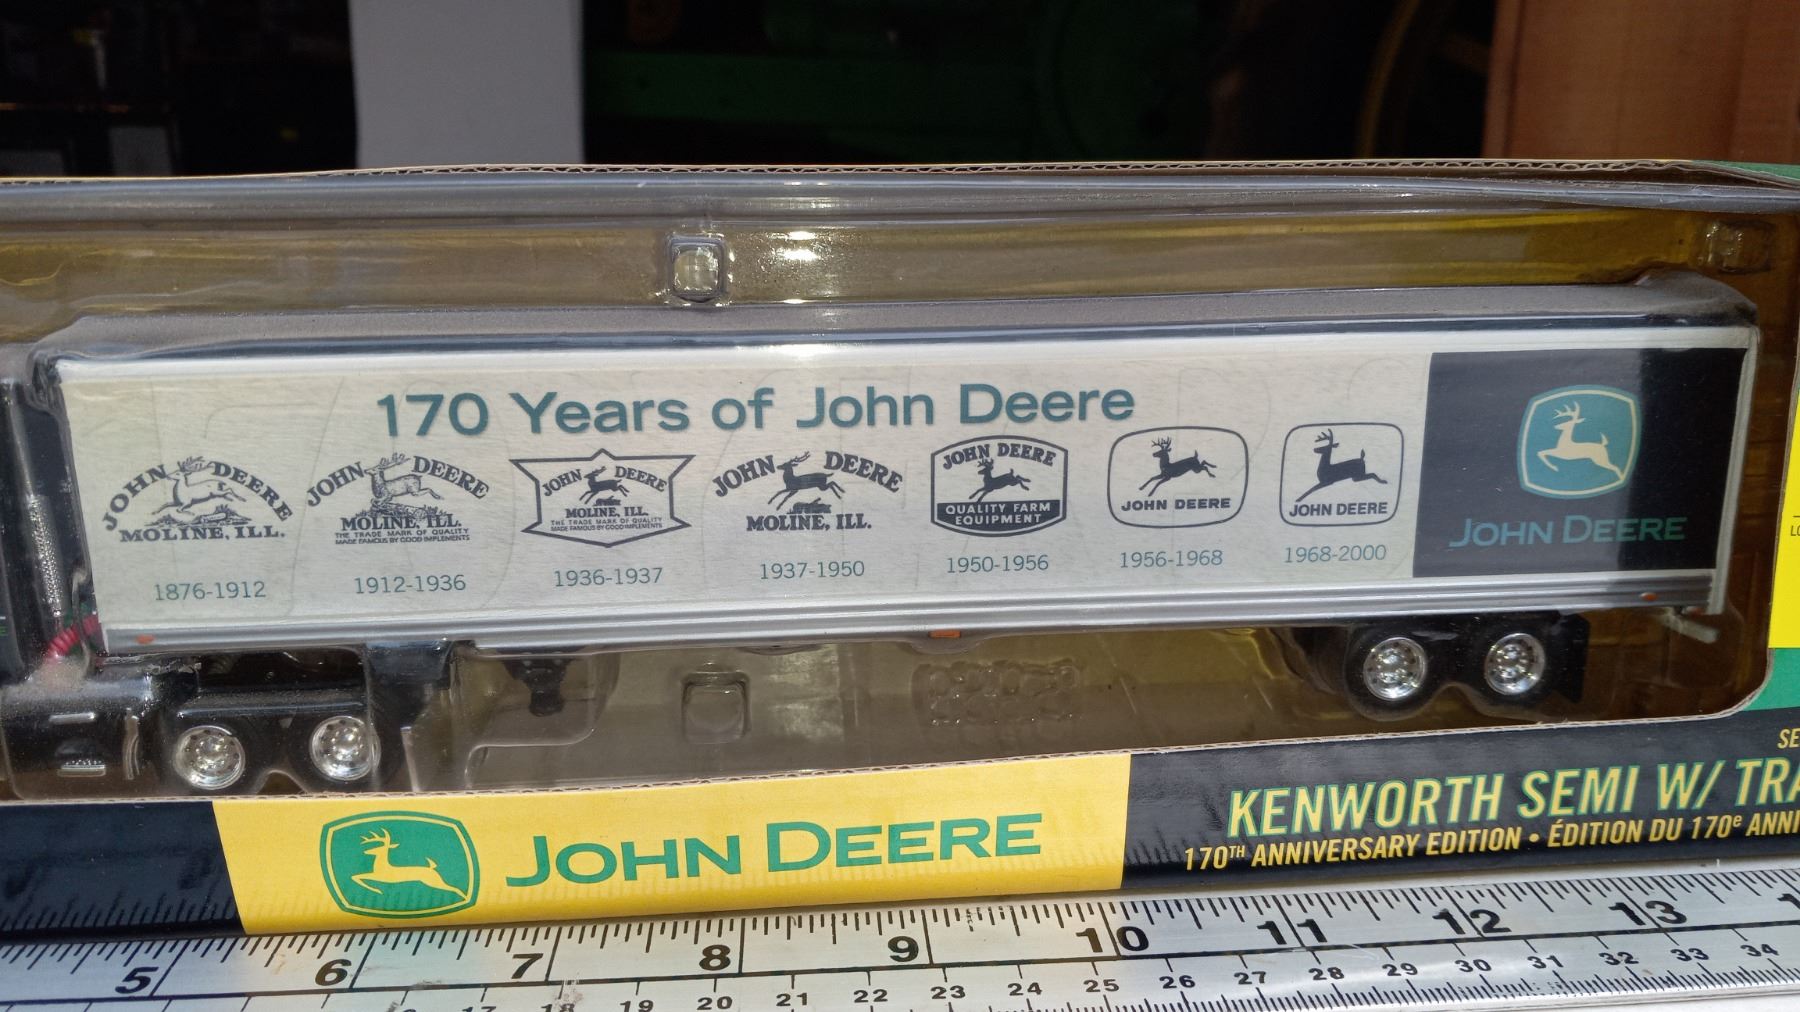 170 Years of John Deere
JOHN DEERE
MOLINE, ILL.
1876-1912
JOHN DEERE
MOLINE, ILL.
THE TRADE MARK OF QUALITY
MADE FAMOUS BY GOOD IMPLEMENTS
1912-1936
JOHN DEERE
MOLINE, ILL.
THE TRADE MARK OF QUALITY
MADE FAMOUS BY GOOD IMPLEMENTS
1936-1937
JOHN DEERE
MOLINE, ILL.
1937-1950
JOHN DEERE
QUALITY FARM
EQUIPMENT
1950-1956
JOHN DEERE
1956-1968
JOHN DEERE
1968-2000
JOHN DEERE
JOHN DEERE
KENWORTH SEMI W/ TRA
170TH ANNIVERSARY EDITION • ÉDITION DU 170e ANNI
5 6 7 8 9 10 11 12 13
17 18 19 20 21 22 23 24 25 26 27 28 29 30 31 32 33 34